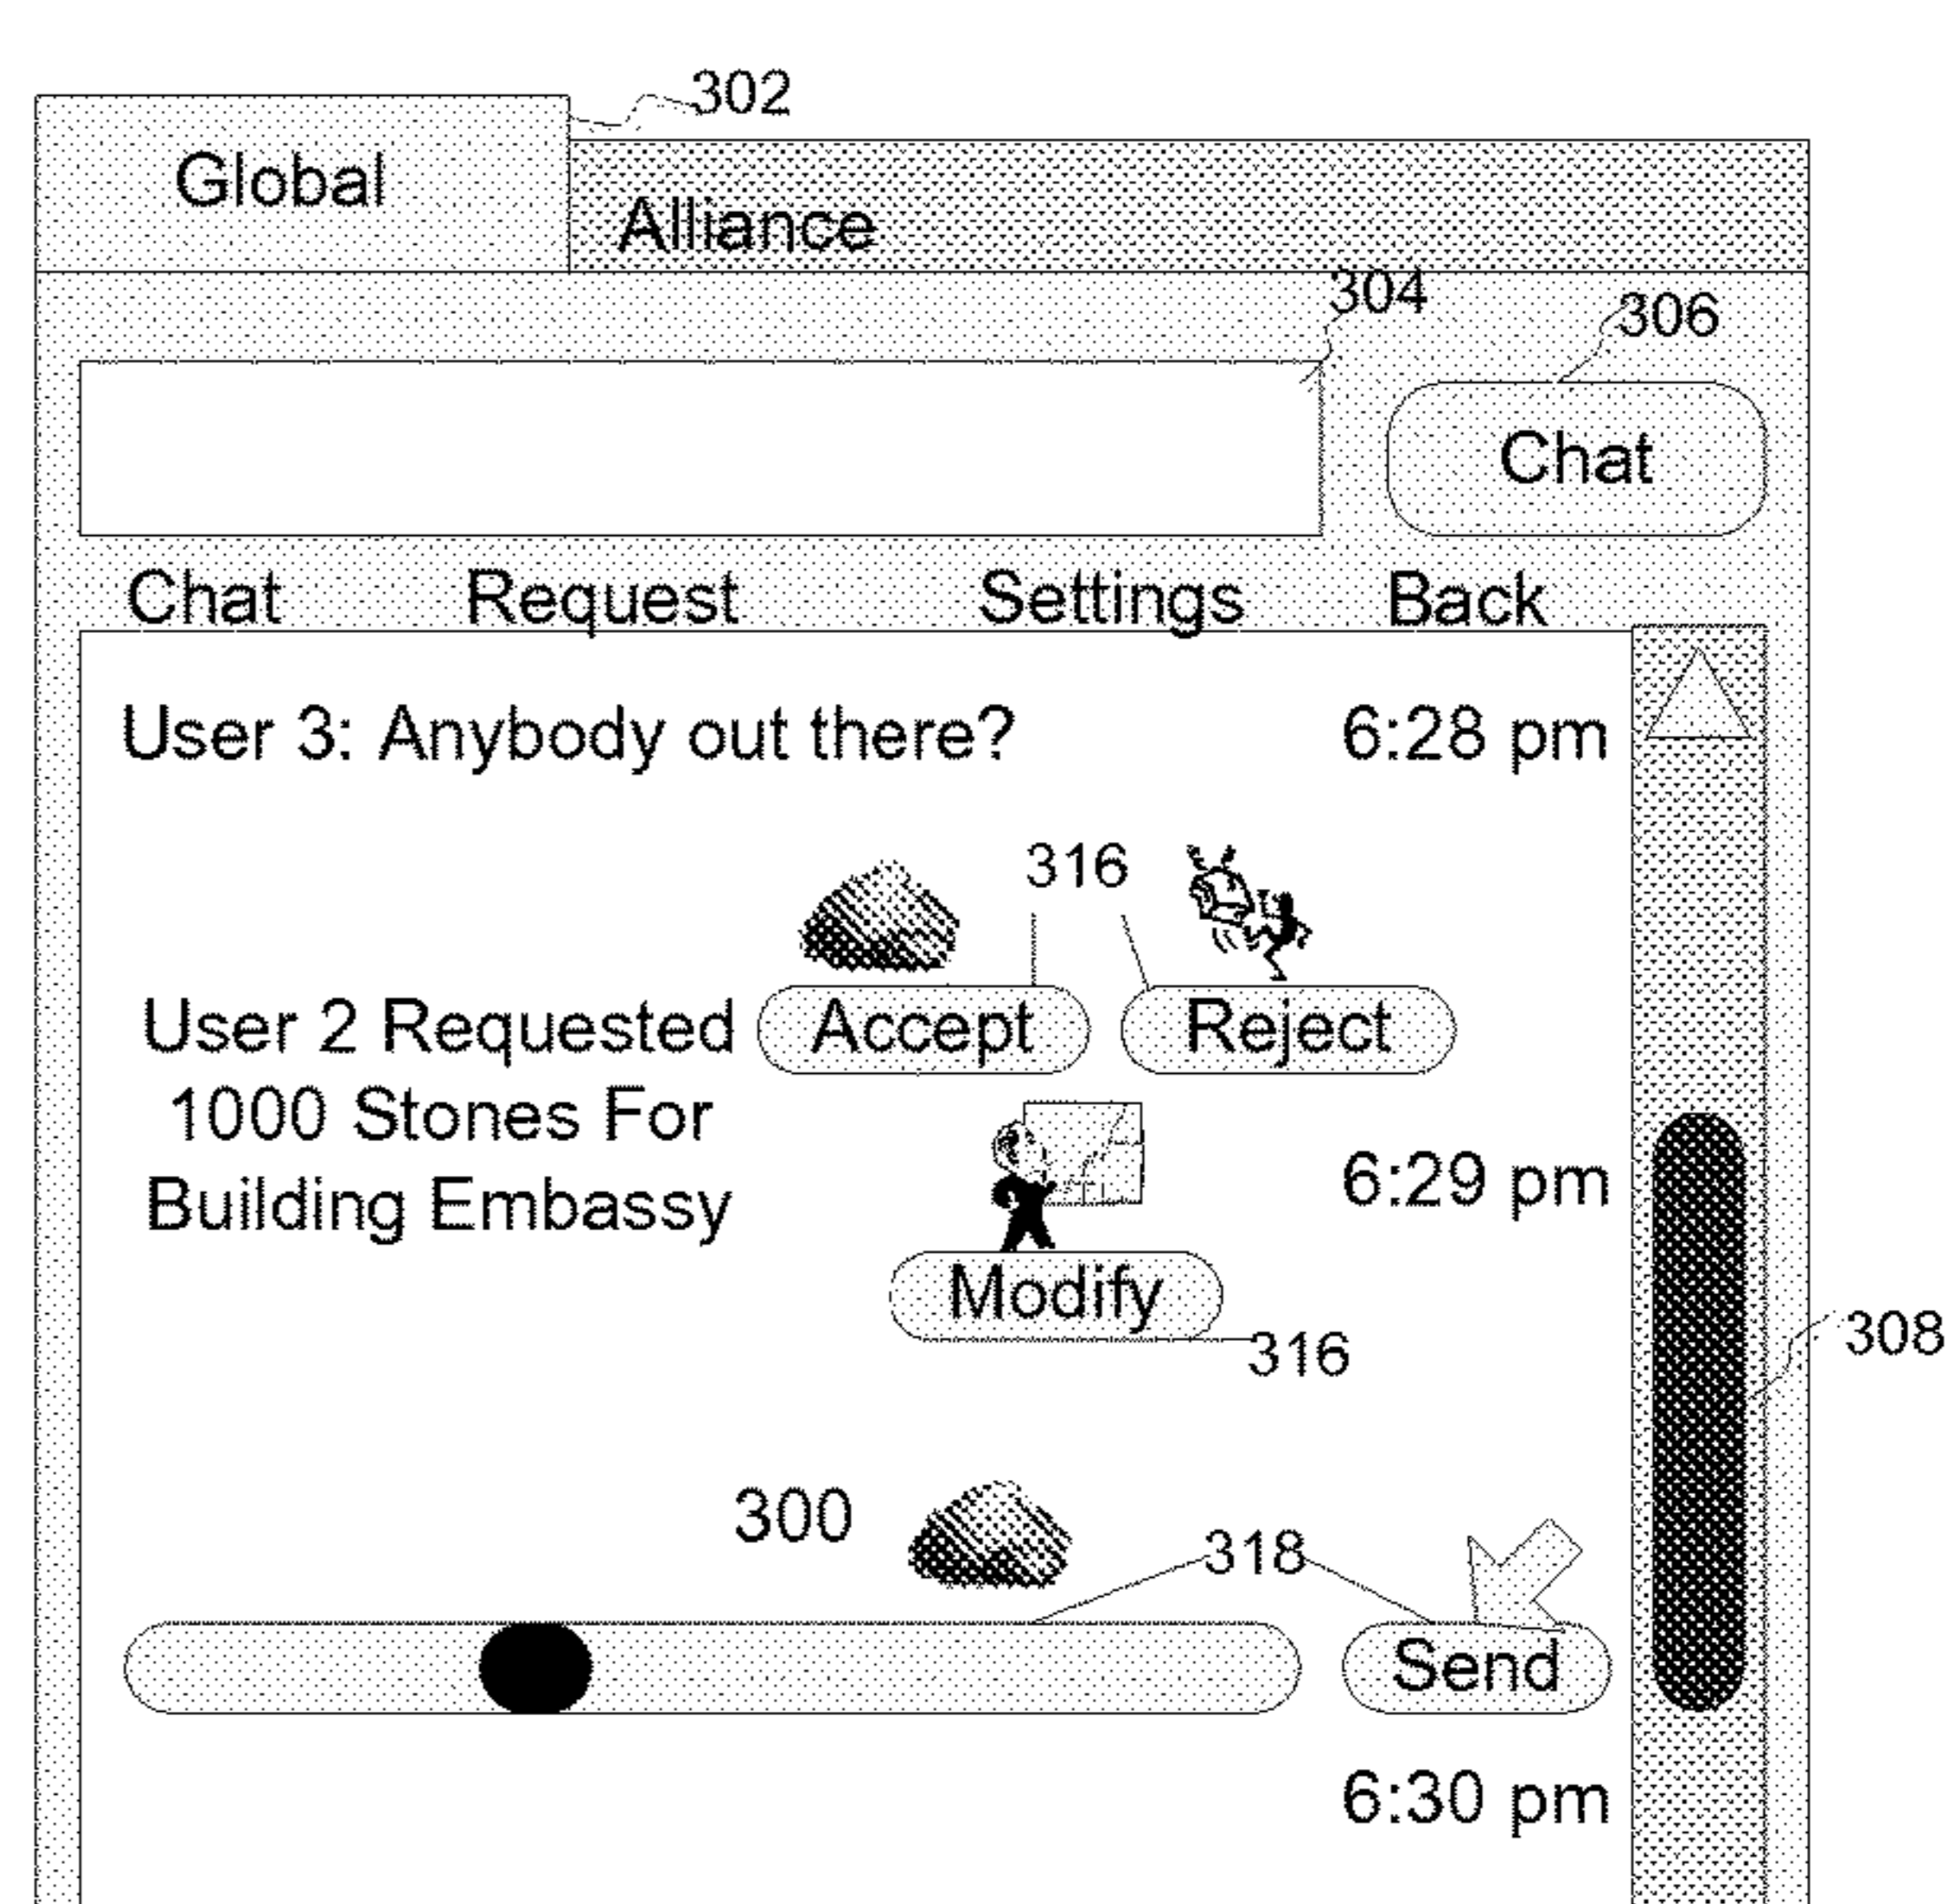 302
Global
Alliance
304
306
Chat
Chat Request Settings Back
User 3: Anybody out there? 6:28 pm
316
User 2 Requested Accept Reject
1000 Stones For
6:29 pm
Building Embassy
Modify
316
308
300
318
Send
6:30 pm